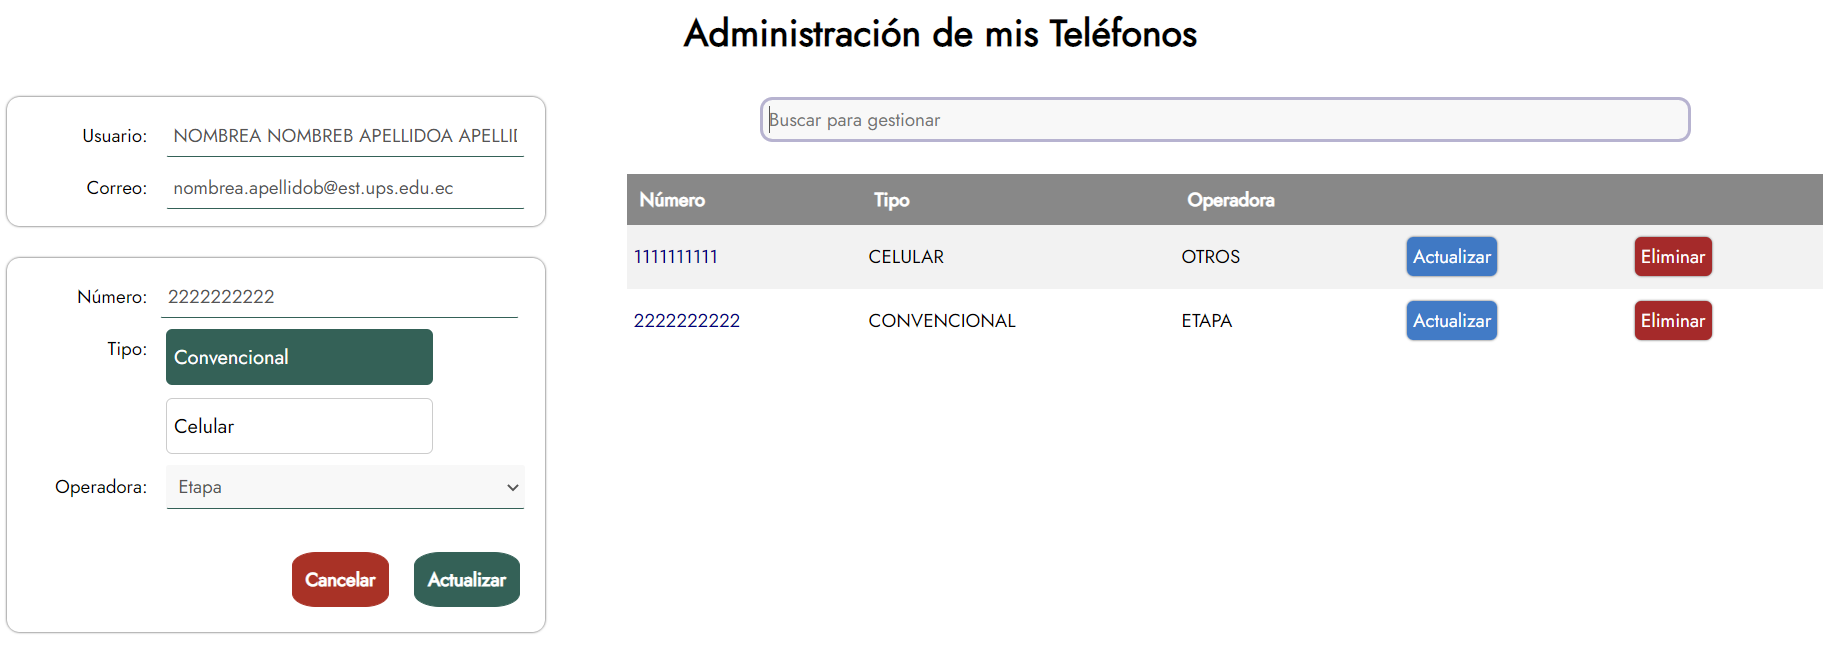 Administración de mis Teléfonos
Usuario: NOMBREA NOMBREB APELLIDOA APELLI
Correo: nombrea.apellidob@est.ups.edu.ec
Número: 2222222222
Tipo: Convencional
Celular
Operadora: Etapa
Cancelar Actualizar
Buscar para gestionar
Número Tipo Operadora
1111111111 CELULAR OTROS Actualizar Eliminar
2222222222 CONVENCIONAL ETAPA Actualizar Eliminar